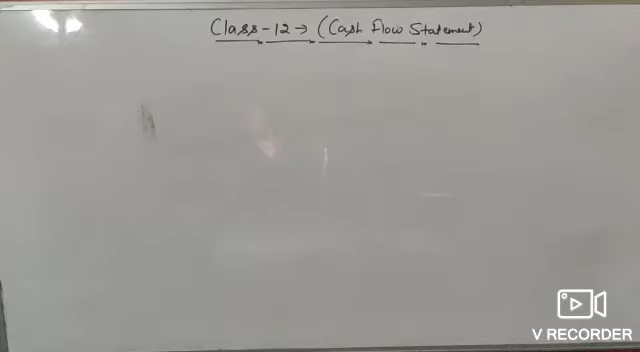 Class-12→ (Cash Flow Statement)
V RECORDER